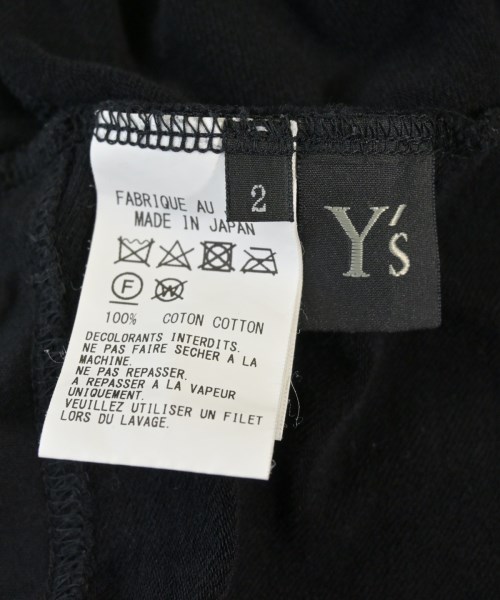 FABRIQUE AU
MADE IN JAPAN
2
Y's
F
W
100% COTON COTTON
DECOLORANTS INTERDITS.
NE PAS FAIRE SECHER A LA
MACHINE.
NE PAS REPASSER.
A REPASSER A LA VAPEUR
UNIQUEMENT.
VEUILLEZ UTILISER UN FILET
LORS DU LAVAGE.